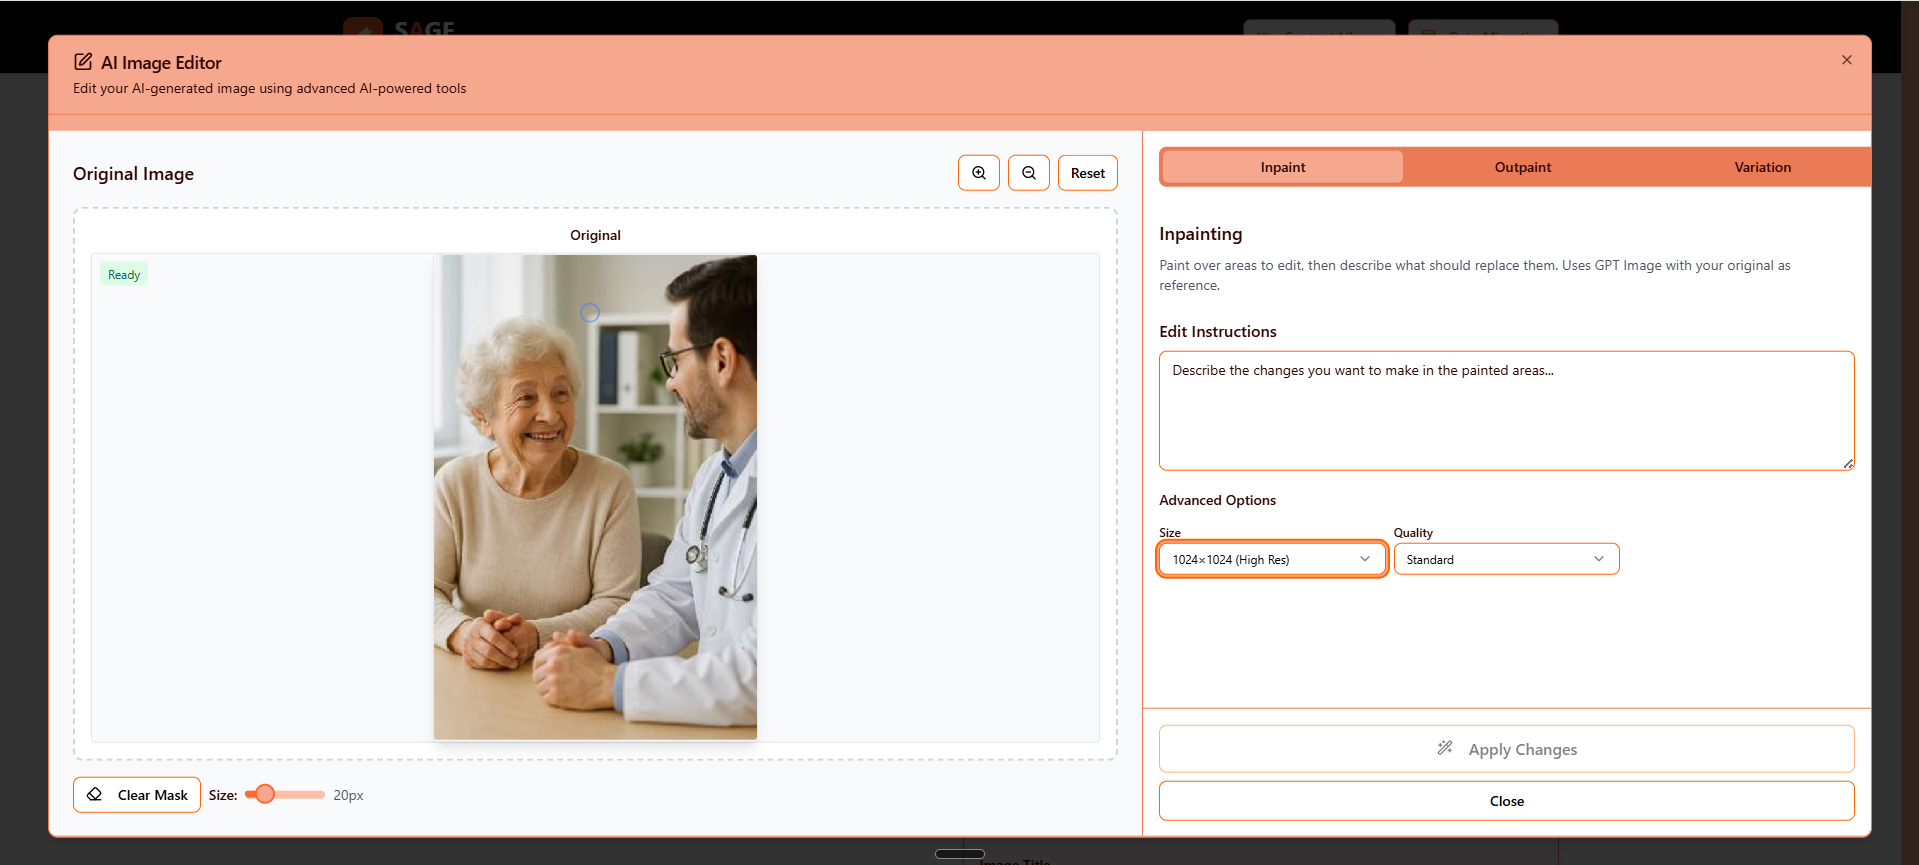 SAGE
AI Image Editor
Edit your AI-generated image using advanced AI-powered tools
Original Image
Reset
Original
Ready
Clear Mask
Size:
20px
Inpaint
Outpaint
Variation
Inpainting
Paint over areas to edit, then describe what should replace them. Uses GPT Image with your original as
reference.
Edit Instructions
Describe the changes you want to make in the painted areas...
Advanced Options
Size
Quality
1024×1024 (High Res)
Standard
Apply Changes
Close
Image Title